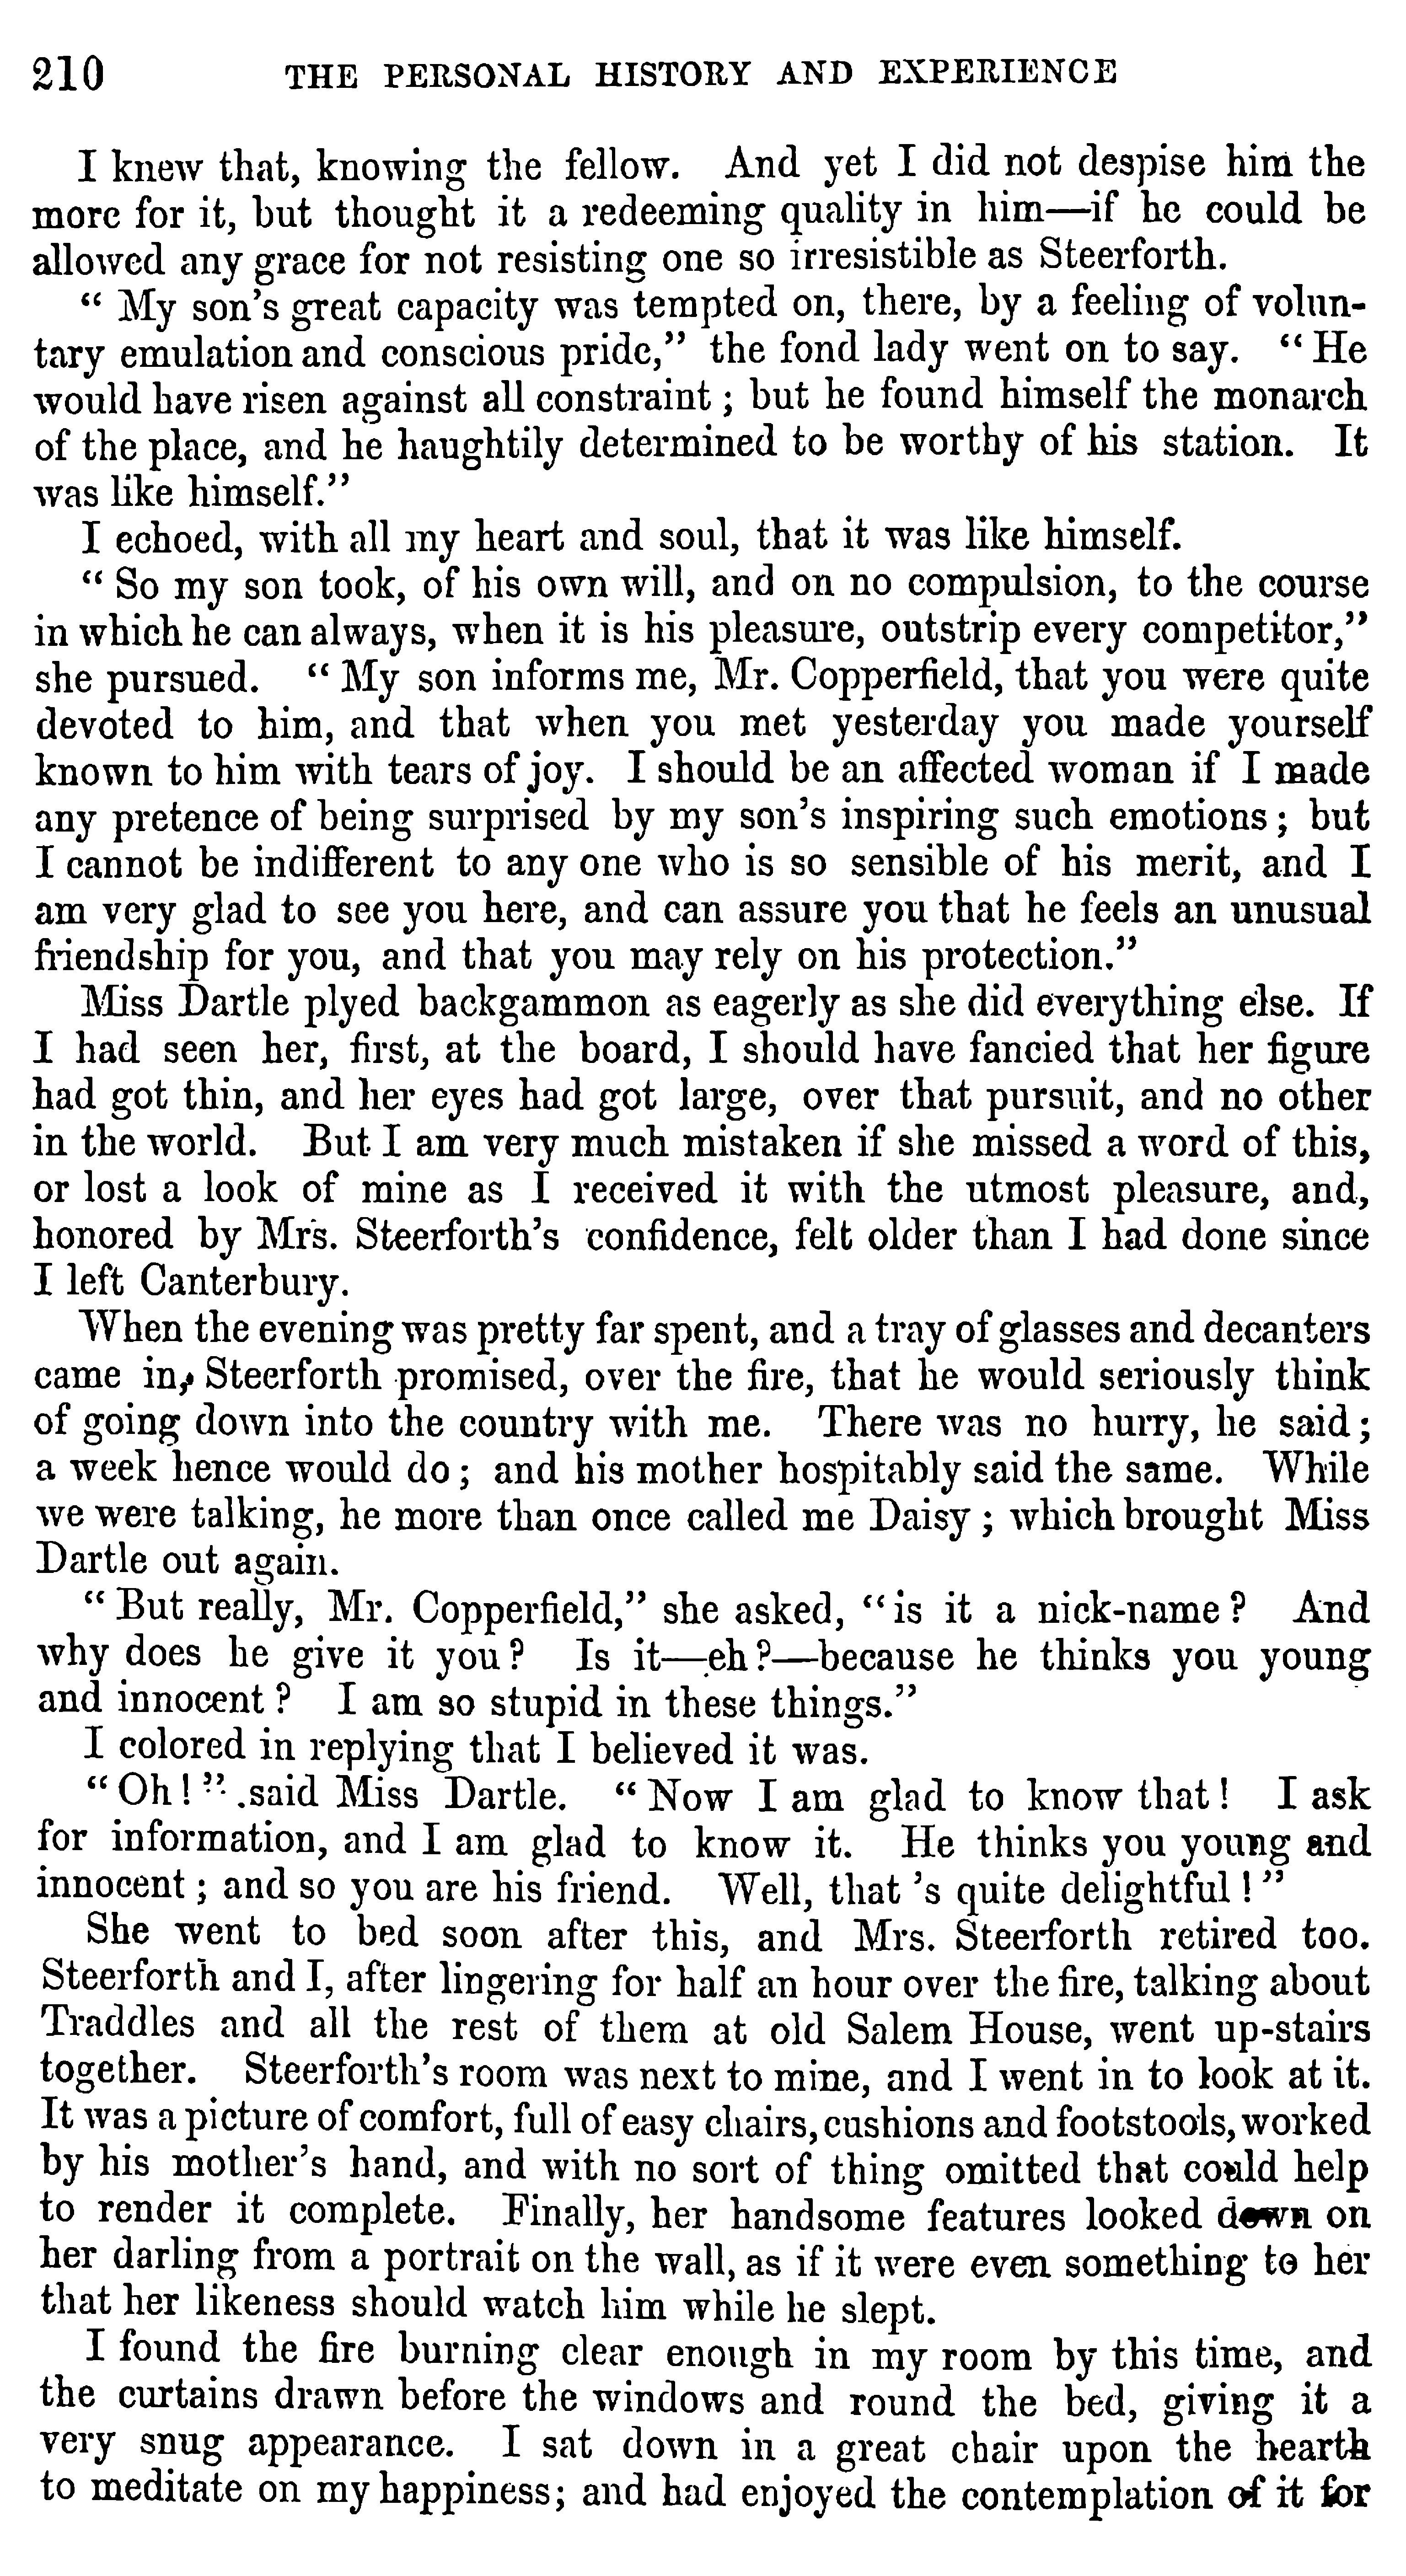 210 THE PERSONAL HISTORY AND EXPERIENCE
I knew that, knowing the fellow. And yet I did not despise him the
more for it, but thought it a redeeming quality in him—if he could be
allowed any grace for not resisting one so irresistible as Steerforth.
“ My son’s great capacity was tempted on, there, by a feeling of volun-
tary emulation and conscious pride,” the fond lady went on to say. “ He
would have risen against all constraint ; but he found himself the monarch
of the place, and he haughtily determined to be worthy of his station. It
was like himself.”
I echoed, with all my heart and soul, that it was like himself.
“ So my son took, of his own will, and on no compulsion, to the course
in which he can always, when it is his pleasure, outstrip every competitor,”
she pursued. “ My son informs me, Mr. Copperfield, that you were quite
devoted to him, and that when you met yesterday you made yourself
known to him with tears of joy. I should be an affected woman if I made
any pretence of being surprised by my son’s inspiring such emotions ; but
I cannot be indifferent to any one who is so sensible of his merit, and I
am very glad to see you here, and can assure you that he feels an unusual
friendship for you, and that you may rely on his protection.”
Miss Dartle plyed backgammon as eagerly as she did everything else. If
I had seen her, first, at the board, I should have fancied that her figure
had got thin, and her eyes had got large, over that pursuit, and no other
in the world. But I am very much mistaken if she missed a word of this,
or lost a look of mine as I received it with the utmost pleasure, and,
honored by Mrs. Steerforth’s confidence, felt older than I had done since
I left Canterbury.
When the evening was pretty far spent, and a tray of glasses and decanters
came in, Steerforth promised, over the fire, that he would seriously think
of going down into the country with me. There was no hurry, he said ;
a week hence would do ; and his mother hospitably said the same. While
we were talking, he more than once called me Daisy ; which brought Miss
Dartle out again.
“ But really, Mr. Copperfield,” she asked, “ is it a nick-name ? And
why does he give it you ? Is it—eh ?—because he thinks you young
and innocent ? I am so stupid in these things.”
I colored in replying that I believed it was.
“ Oh ! ” said Miss Dartle. “ Now I am glad to know that ! I ask
for information, and I am glad to know it. He thinks you young and
innocent ; and so you are his friend. Well, that ’s quite delightful ! ”
She went to bed soon after this, and Mrs. Steerforth retired too.
Steerforth and I, after lingering for half an hour over the fire, talking about
Traddles and all the rest of them at old Salem House, went up-stairs
together. Steerforth’s room was next to mine, and I went in to look at it.
It was a picture of comfort, full of easy chairs, cushions and footstools, worked
by his mother’s hand, and with no sort of thing omitted that could help
to render it complete. Finally, her handsome features looked down on
her darling from a portrait on the wall, as if it were even something to her
that her likeness should watch him while he slept.
I found the fire burning clear enough in my room by this time, and
the curtains drawn before the windows and round the bed, giving it a
very snug appearance. I sat down in a great chair upon the hearth
to meditate on my happiness ; and had enjoyed the contemplation of it for